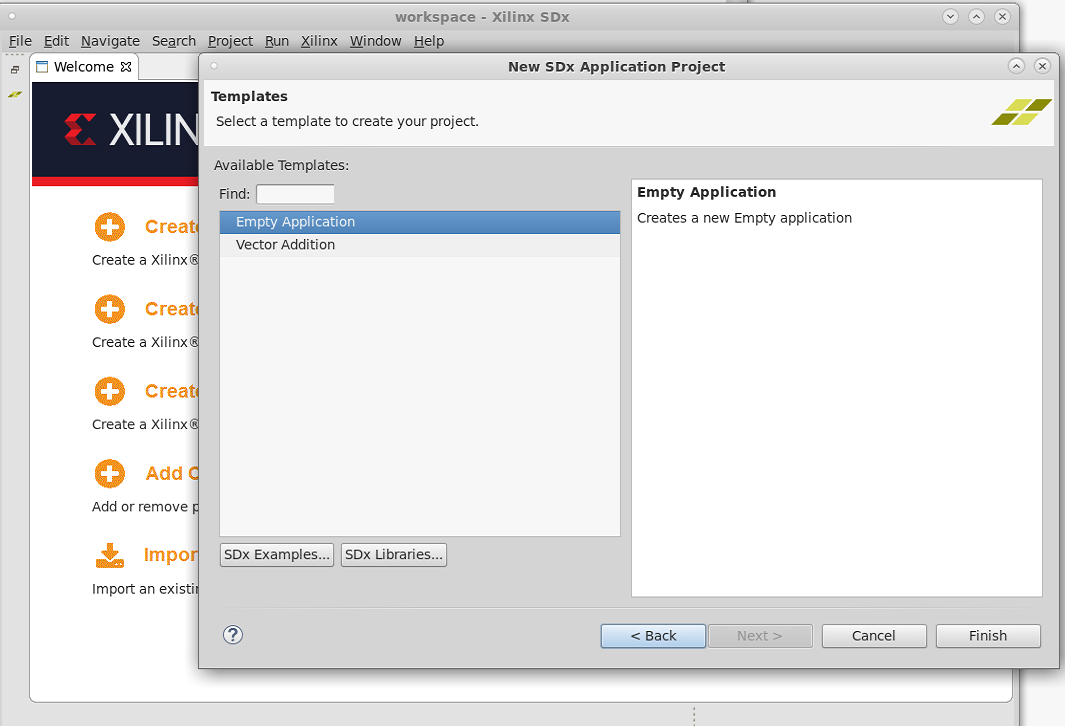 workspace - Xilinx SDx
File Edit Navigate Search Project Run Xilinx Window Help
Welcome
XILIN
Create
Create a Xilinx®
Create
Create a Xilinx®
Create
Create a Xilinx®
Add
Add or remove
Import
Import an
New SDx Application Project
Templates
Select a template to create your project.
Available Templates:
Find:
Empty Application
Vector Addition
SDx Examples... SDx Libraries...
Empty Application
Creates a new Empty application
?
< Back Next > Cancel Finish